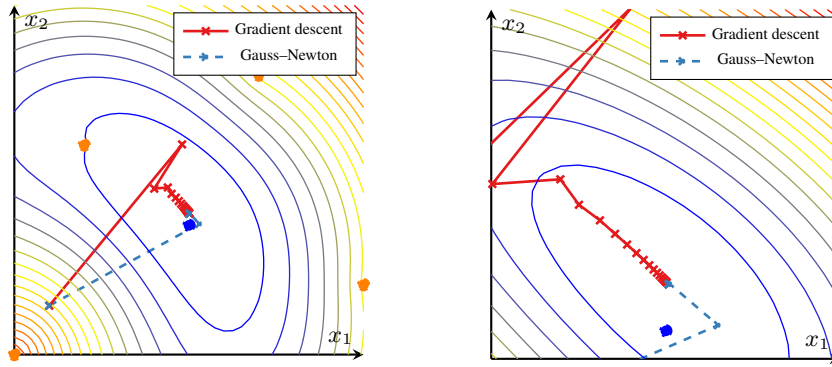 x₂
Gradient descent
Gauss–Newton
x₁
x₂
Gradient descent
Gauss–Newton
x₁